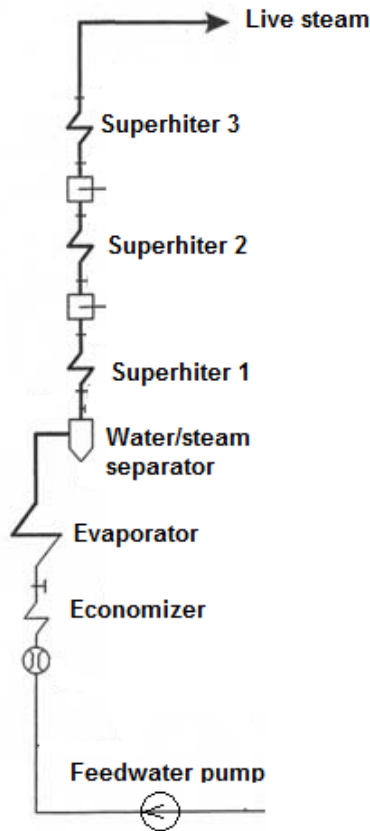 Live steam
Superhiter 3
Superhiter 2
Superhiter 1
Water/steam
separator
Evaporator
Economizer
Feedwater pump